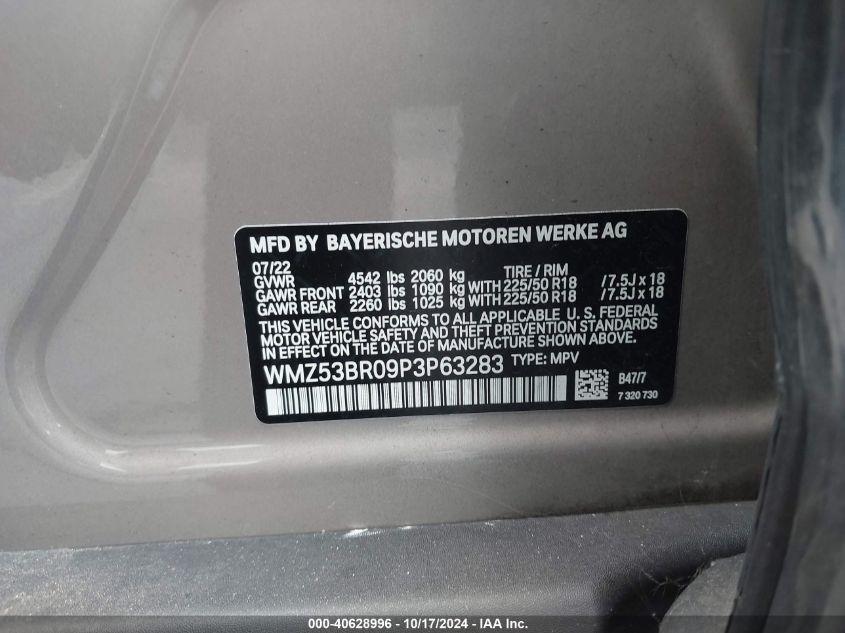 MFD BY BAYERISCHE MOTOREN WERKE AG
07/22
GVWR 4542 lbs 2060 kg TIRE / RIM
GAWR FRONT 2403 lbs 1090 kg WITH 225/50 R18 / 7.5J x 18
GAWR REAR 2260 lbs 1025 kg WITH 225/50 R18 / 7.5J x 18
THIS VEHICLE CONFORMS TO ALL APPLICABLE U. S. FEDERAL
MOTOR VEHICLE SAFETY AND THEFT PREVENTION STANDARDS
IN EFFECT ON THE DATE OF MANUFACTURE SHOWN ABOVE.
WMZ53BR09P3P63283 TYPE: MPV
B47/7
7 320 730
000-40628996 - 10/17/2024 - IAA Inc.